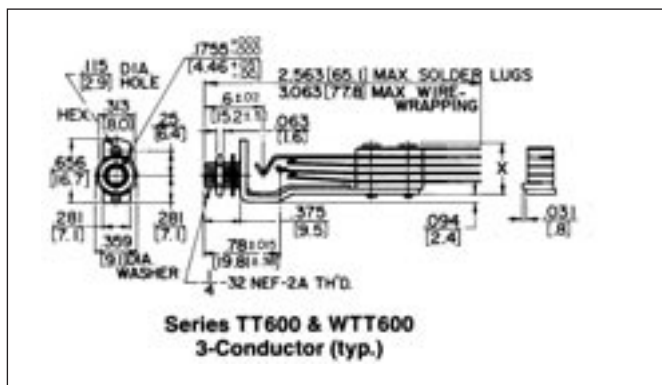 .115 DIA.
[2.9] HOLE
.1755
[4.46
2.563 [65.1] MAX. SOLDER LUGS
3.063 [77.8] MAX. WIRE-
WRAPPING
.313
HEX [8.0]
.25
[6.4]
.6 ±.02
[15.2
.063
[1.6]
.656
[16.7]
X
.281
[7.1]
.281
[7.1]
.375
[9.5]
.094
[2.4]
.031
[.8]
.359
[9.1] DIA.
WASHER
.78 ±.015
[19.81
-32 NEF-2A TH'D.
Series TT600 & WTT600
3-Conductor (typ.)